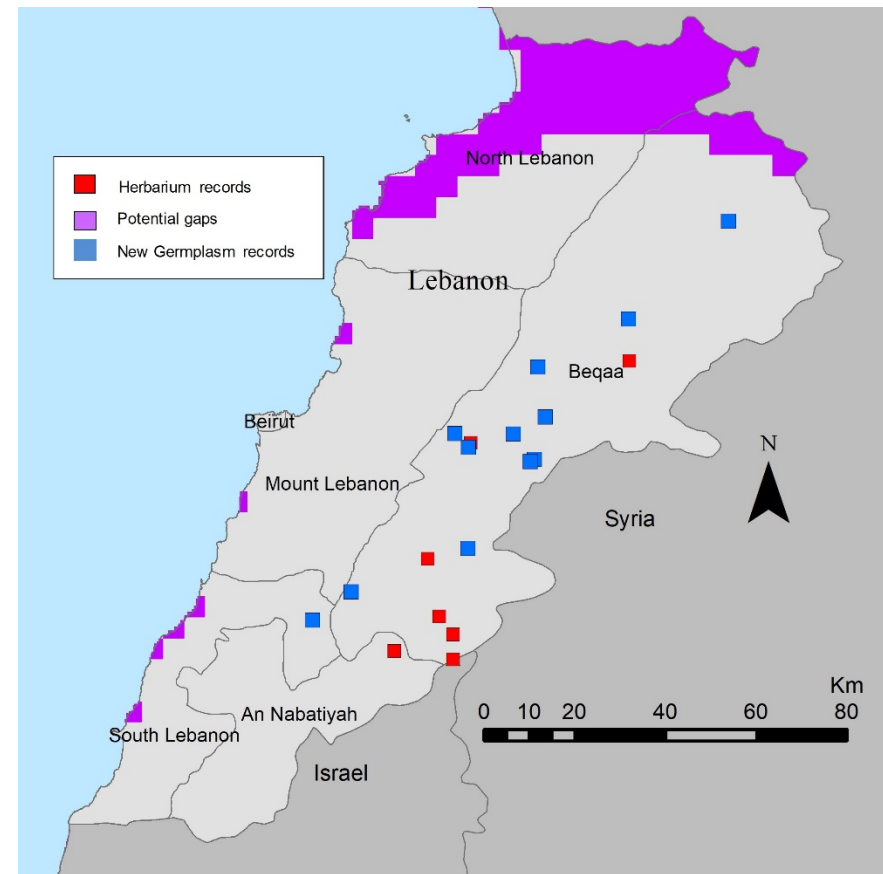 North Lebanon
Herbarium records
Potential gaps
New Germplasm records
Lebanon
Beqaa
Beirut
Mount Lebanon
N
Syria
Km
0 10 20 40 60 80
An Nabatiyah
South Lebanon
Israel